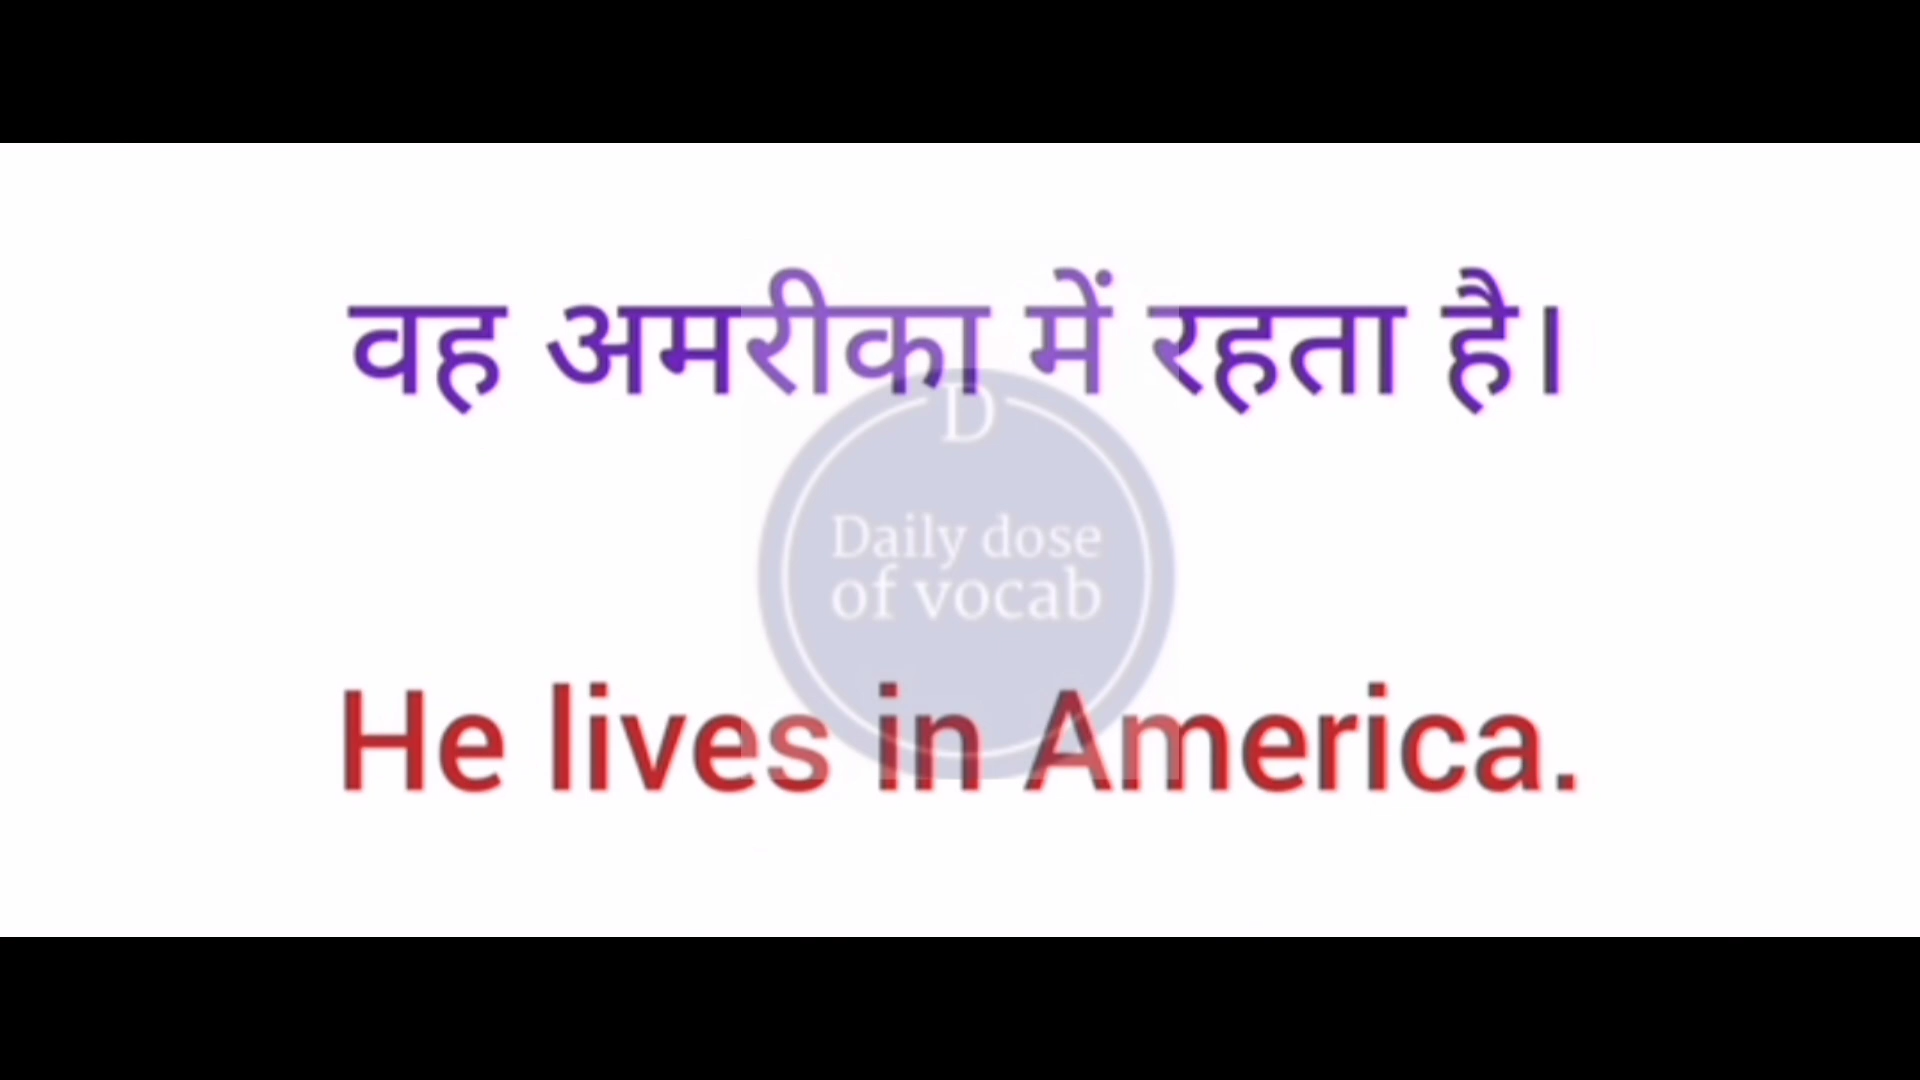 वह अमरीका में रहता है।
D
Daily dose
of vocab
He lives in America.